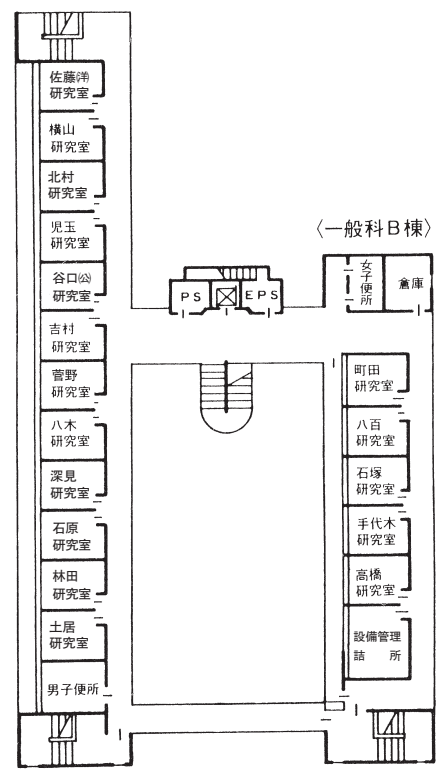 佐藤㈷
研究室
横山
研究室
北村
研究室
児玉
研究室
谷口㈳
研究室
吉村
研究室
菅野
研究室
八木
研究室
深見
研究室
石原
研究室
林田
研究室
土居
研究室
男子便所
PS
EPS
〈一般科B棟〉
女子便所
倉庫
町田
研究室
八百
研究室
石塚
研究室
手代木
研究室
高橋
研究室
設備管理
詰所